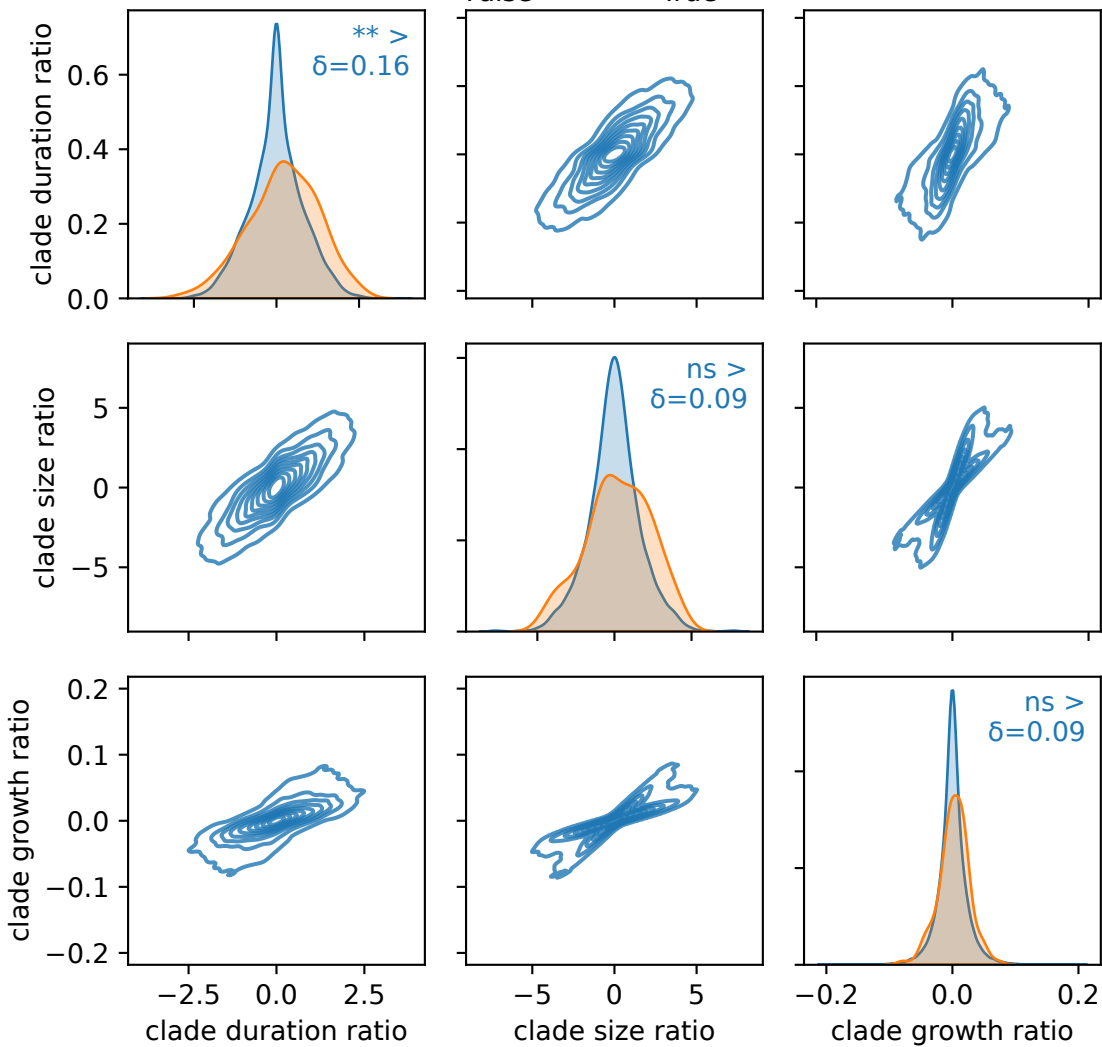 False True
clade duration ratio
0.6
0.4
0.2
0.0
** >
δ=0.16
clade size ratio
5
0
−5
ns >
δ=0.09
clade growth ratio
0.2
0.1
0.0
−0.1
−0.2
ns >
δ=0.09
−2.5 0.0 2.5
clade duration ratio
−5 0 5
clade size ratio
−0.2 0.0 0.2
clade growth ratio